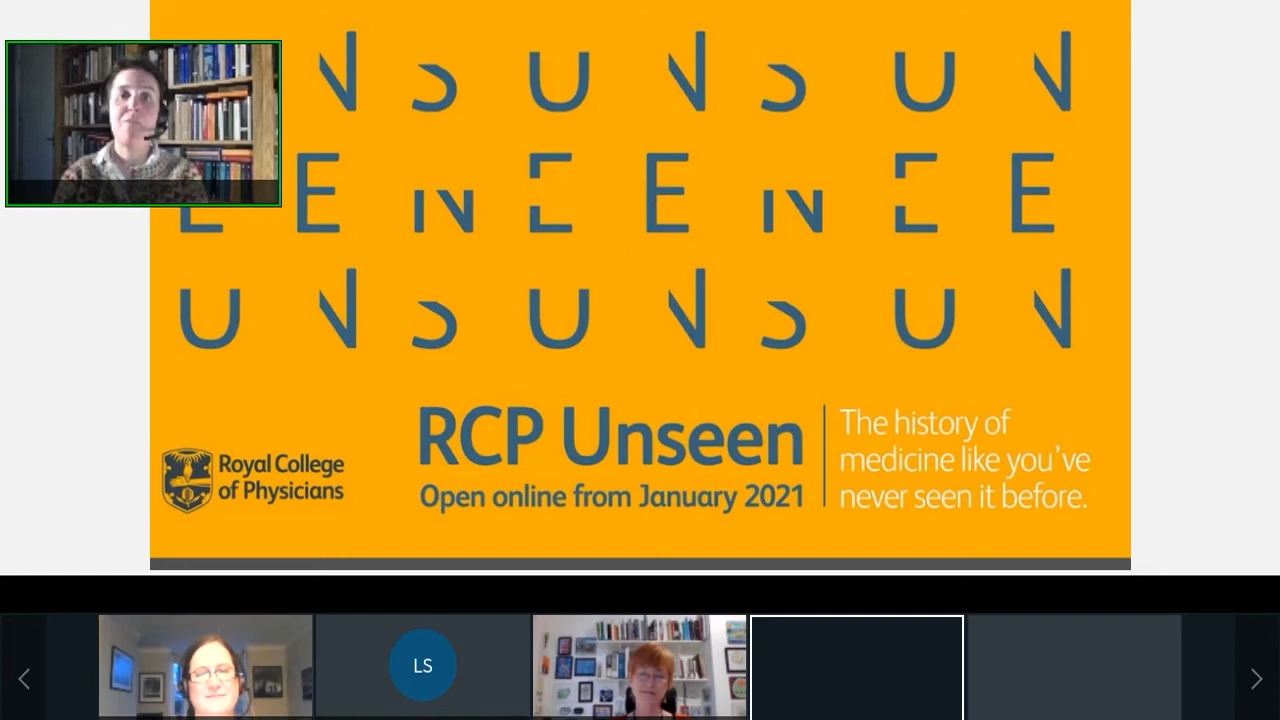 N S U N S U N
E E N E E N E E
U N S U N S U N
RCP Unseen
Open online from January 2021
The history of
medicine like you've
never seen it before.
Royal College
of Physicians
LS